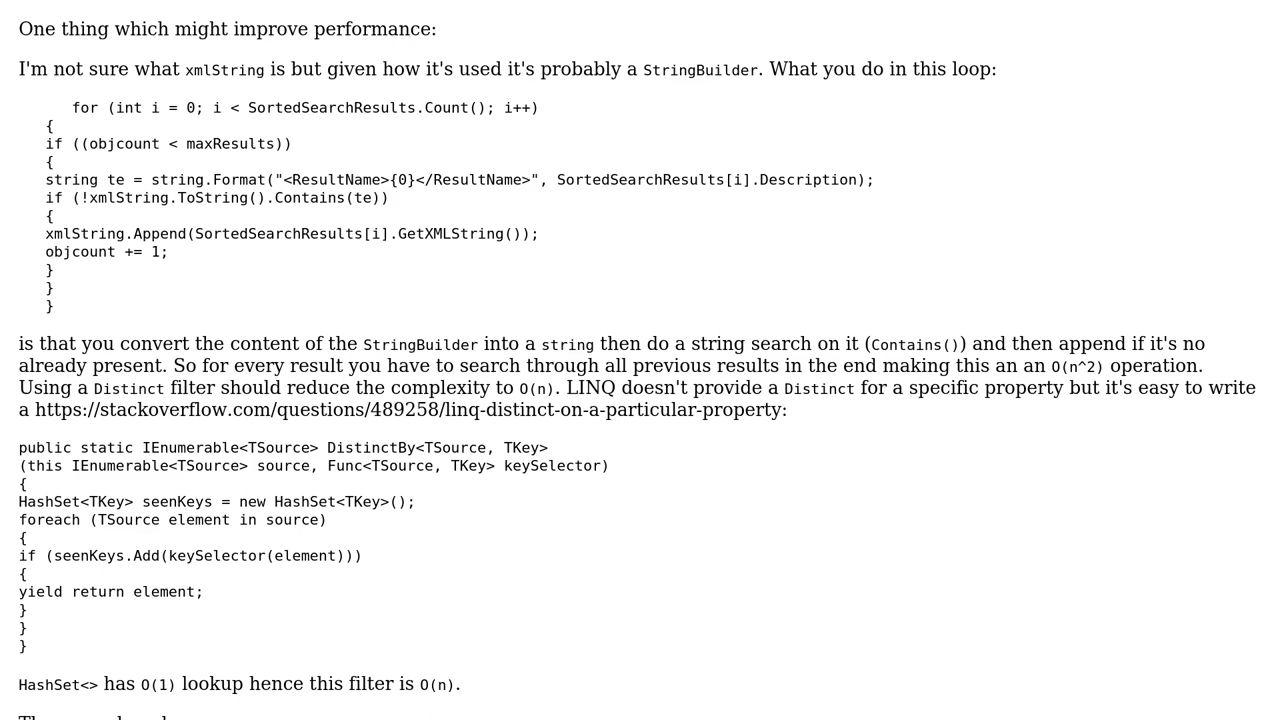 One thing which might improve performance:
I'm not sure what xmlString is but given how it's used it's probably a StringBuilder. What you do in this loop:
for (int i = 0; i < SortedSearchResults.Count(); i++)
{
if ((objcount < maxResults))
{
string te = string.Format("<ResultName>{0}</ResultName>", SortedSearchResults[i].Description);
if (!xmlString.ToString().Contains(te))
{
xmlString.Append(SortedSearchResults[i].GetXMLString());
objcount += 1;
}
}
}
is that you convert the content of the StringBuilder into a string then do a string search on it (Contains()) and then append if it's no
already present. So for every result you have to search through all previous results in the end making this an an O(n^2) operation.
Using a Distinct filter should reduce the complexity to O(n). LINQ doesn't provide a Distinct for a specific property but it's easy to write
a https://stackoverflow.com/questions/489258/linq-distinct-on-a-particular-property:
public static IEnumerable<TSource> DistinctBy<TSource, TKey>
(this IEnumerable<TSource> source, Func<TSource, TKey> keySelector)
{
HashSet<TKey> seenKeys = new HashSet<TKey>();
foreach (TSource element in source)
{
if (seenKeys.Add(keySelector(element)))
{
yield return element;
}
}
}
HashSet<> has O(1) lookup hence this filter is O(n).